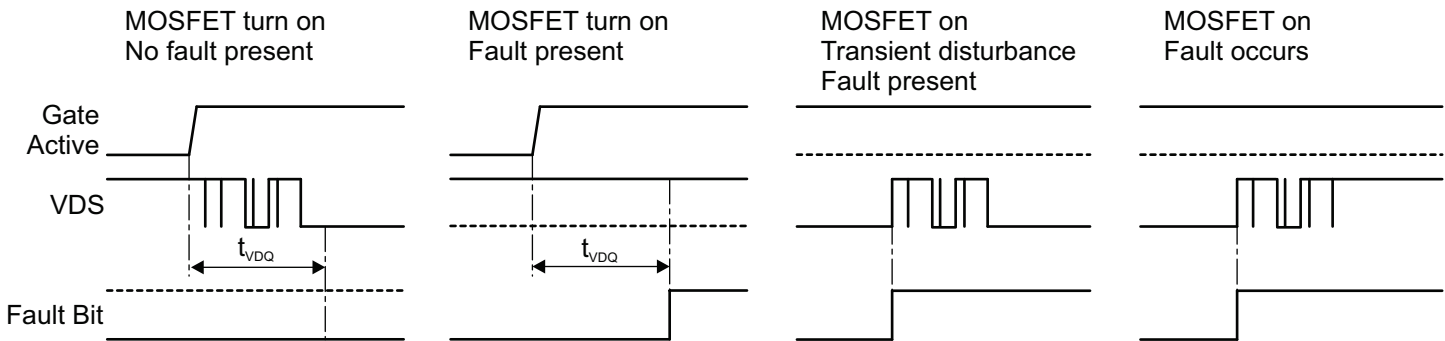 MOSFET turn on
No fault present
MOSFET turn on
Fault present
MOSFET on
Transient disturbance
Fault present
MOSFET on
Fault occurs
Gate
Active
VDS
tVDQ
tVDQ
Fault Bit